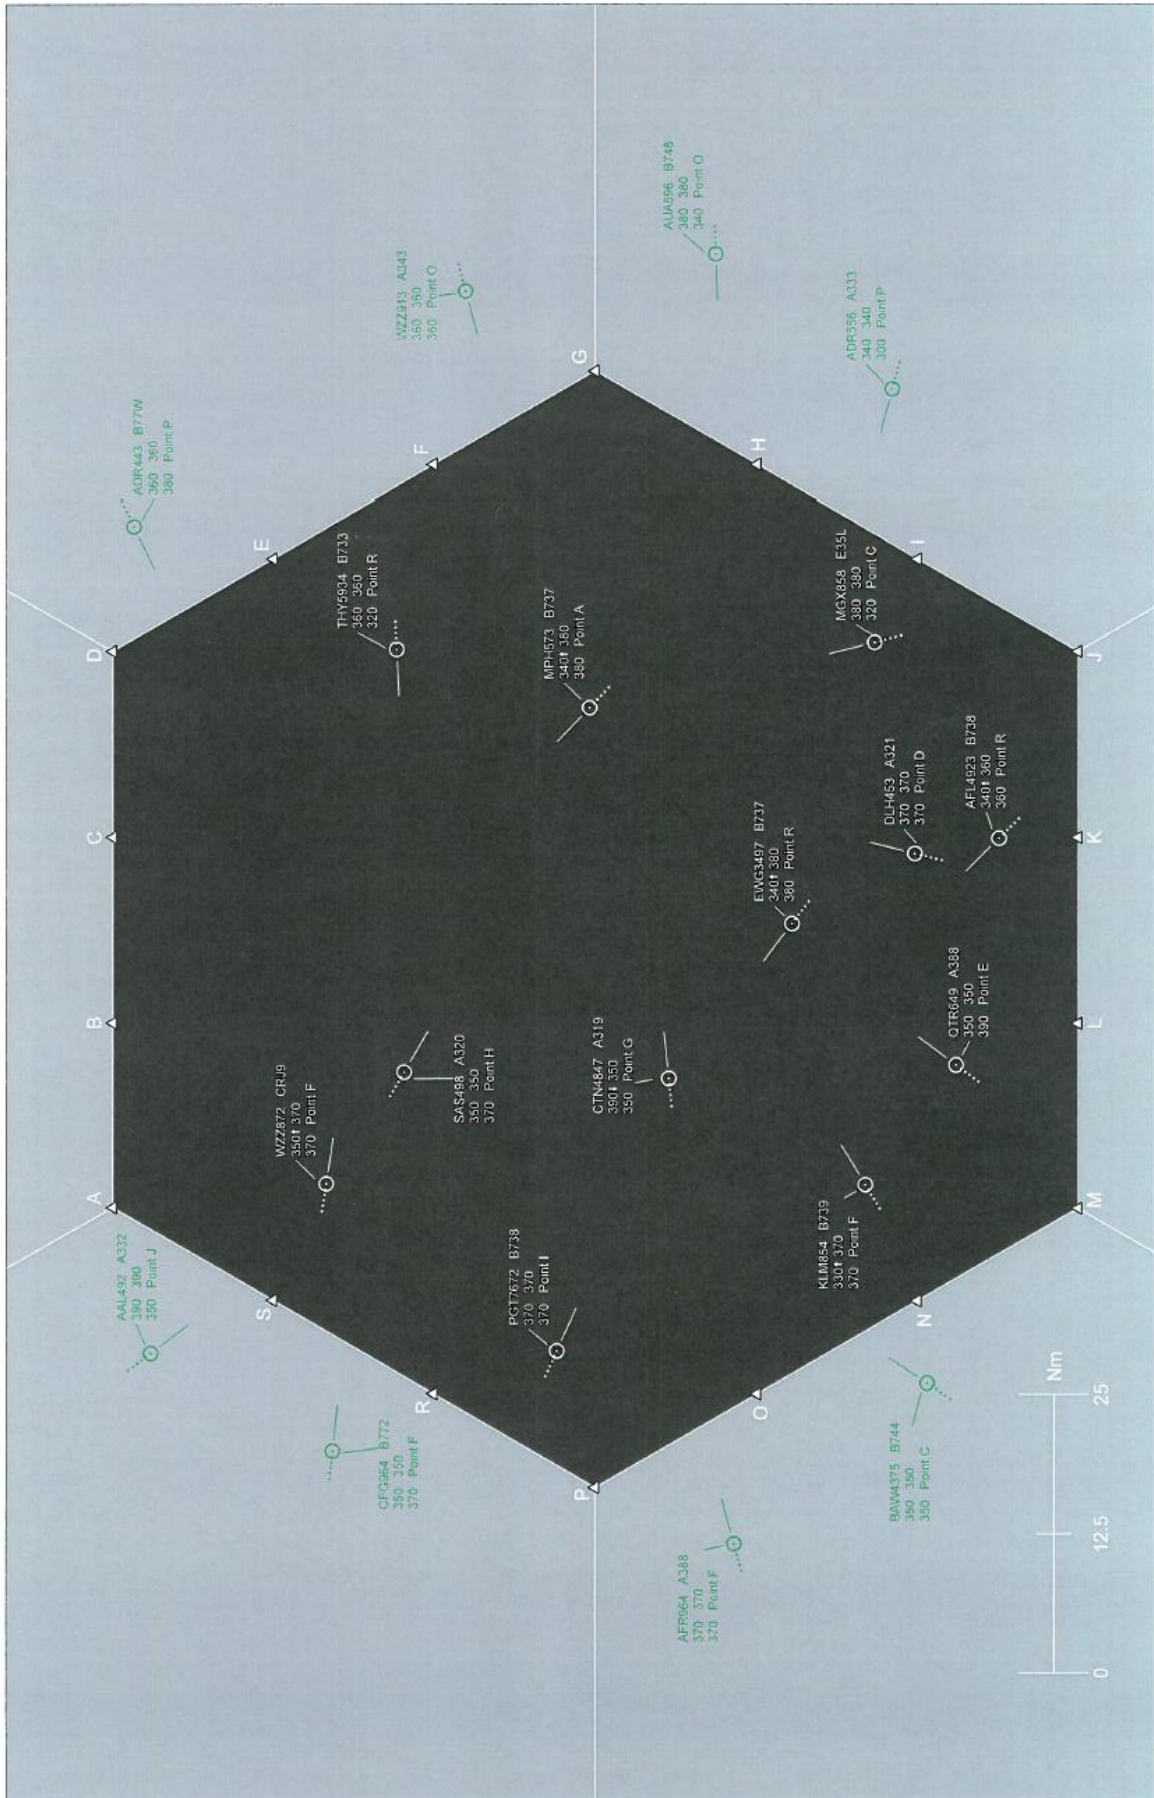 A
B
C
D
E
F
G
H
I
J
K
L
M
N
O
P
R
S
AAL492 A332
390 390
350 Point J
ADR443 B77W
360 360
380 Point P
WZZ913 A343
360 360
360 Point O
AUA596 B748
380 380
340 Point O
ADR556 A333
340 340
300 Point P
CFG964 B772
350 350
370 Point F
AFR964 A388
370 370
370 Point F
BAW4375 B744
350 350
350 Point C
WZZ872 CRJ9
350⬆ 370
370 Point F
SAS498 A320
350 350
370 Point H
THY5934 B733
360 360
320 Point R
MPH573 B737
340⬆ 380
380 Point A
PGT7672 B738
370 370
370 Point I
CTN4847 A319
390⬇ 350
350 Point G
EWG3497 B737
340⬆ 380
380 Point R
MGX858 E35L
380 380
320 Point C
DLH453 A321
370 370
370 Point D
AFL4923 B738
340⬆ 360
360 Point R
QTR649 A388
350 350
390 Point E
KLM854 B739
330⬆ 370
370 Point F
0 12.5 25 Nm